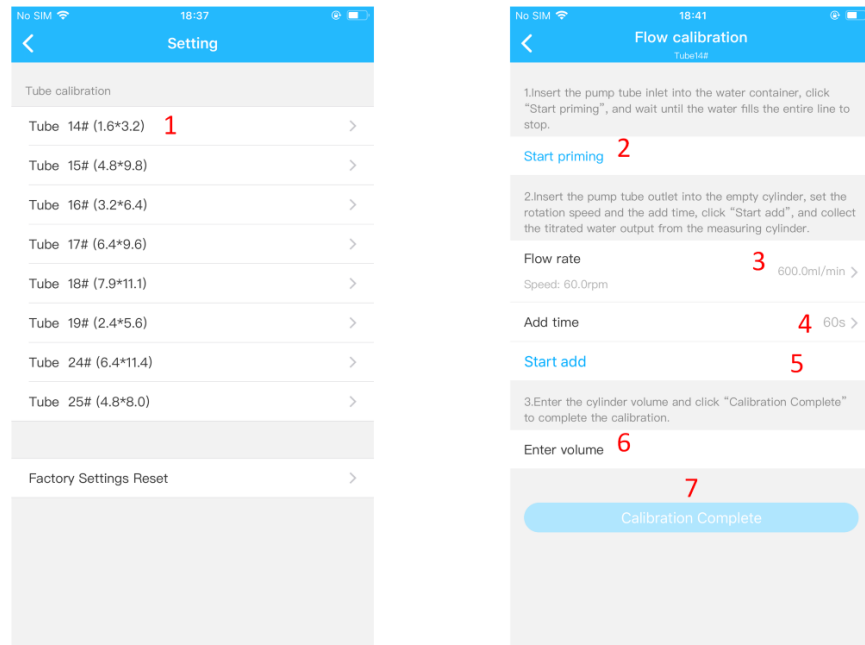 No SIM 18:37
Setting
Tube calibration
Tube 14# (1.6*3.2) 1
Tube 15# (4.8*9.8)
Tube 16# (3.2*6.4)
Tube 17# (6.4*9.6)
Tube 18# (7.9*11.1)
Tube 19# (2.4*5.6)
Tube 24# (6.4*11.4)
Tube 25# (4.8*8.0)
Factory Settings Reset
No SIM 18:41
Flow calibration
Tube14#
1.Insert the pump tube inlet into the water container, click
“Start priming”, and wait until the water fills the entire line to
stop.
Start priming 2
2.Insert the pump tube outlet into the empty cylinder, set the
rotation speed and the add time, click “Start add”, and collect
the titrated water output from the measuring cylinder.
Flow rate 3 600.0ml/min
Speed: 60.0rpm
Add time 4 60s
Start add 5
3.Enter the cylinder volume and click “Calibration Complete”
to complete the calibration.
Enter volume 6
7
Calibration Complete